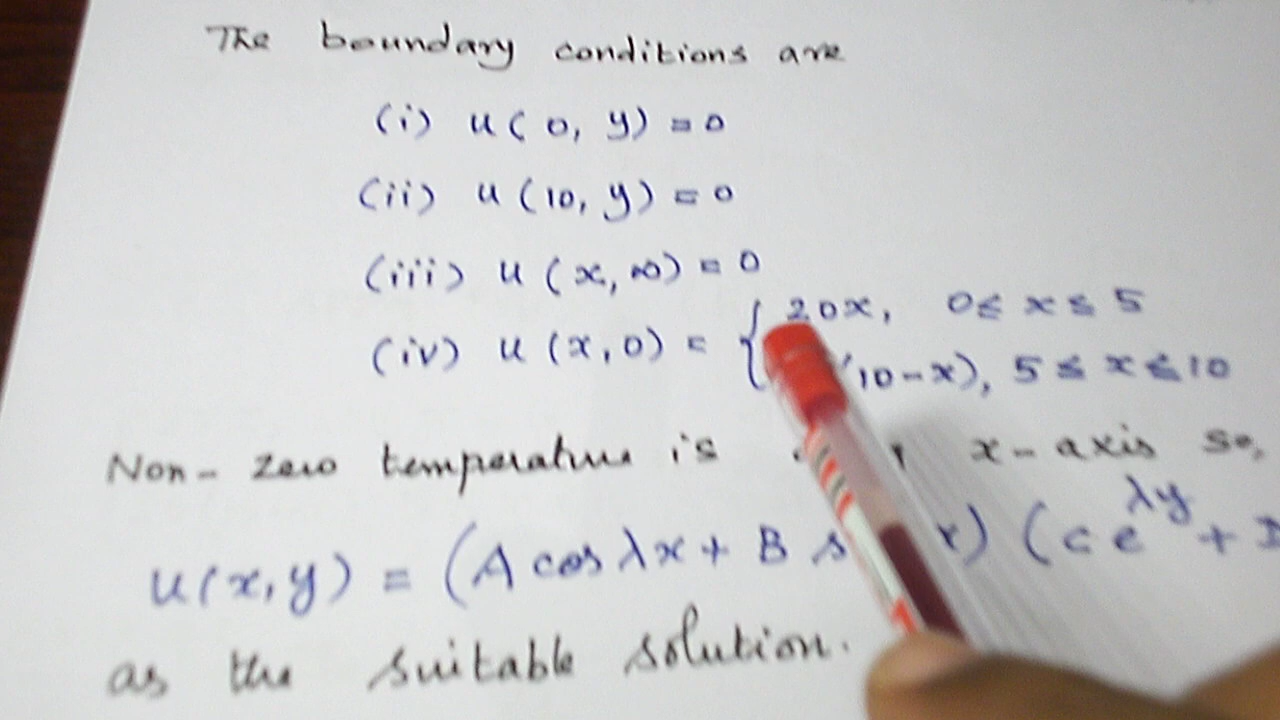 The boundary conditions are
(i) u(0, y) = 0
(ii) u(10, y) = 0
(iii) u(x, ∞) = 0
(iv) u(x, 0) = { 20x, 0 ≤ x ≤ 5
(10-x), 5 ≤ x ≤ 10
Non-zero temperature is x-axis so,
u(x, y) = (A cos λx + B x) (c e^λy +
as the suitable solution.